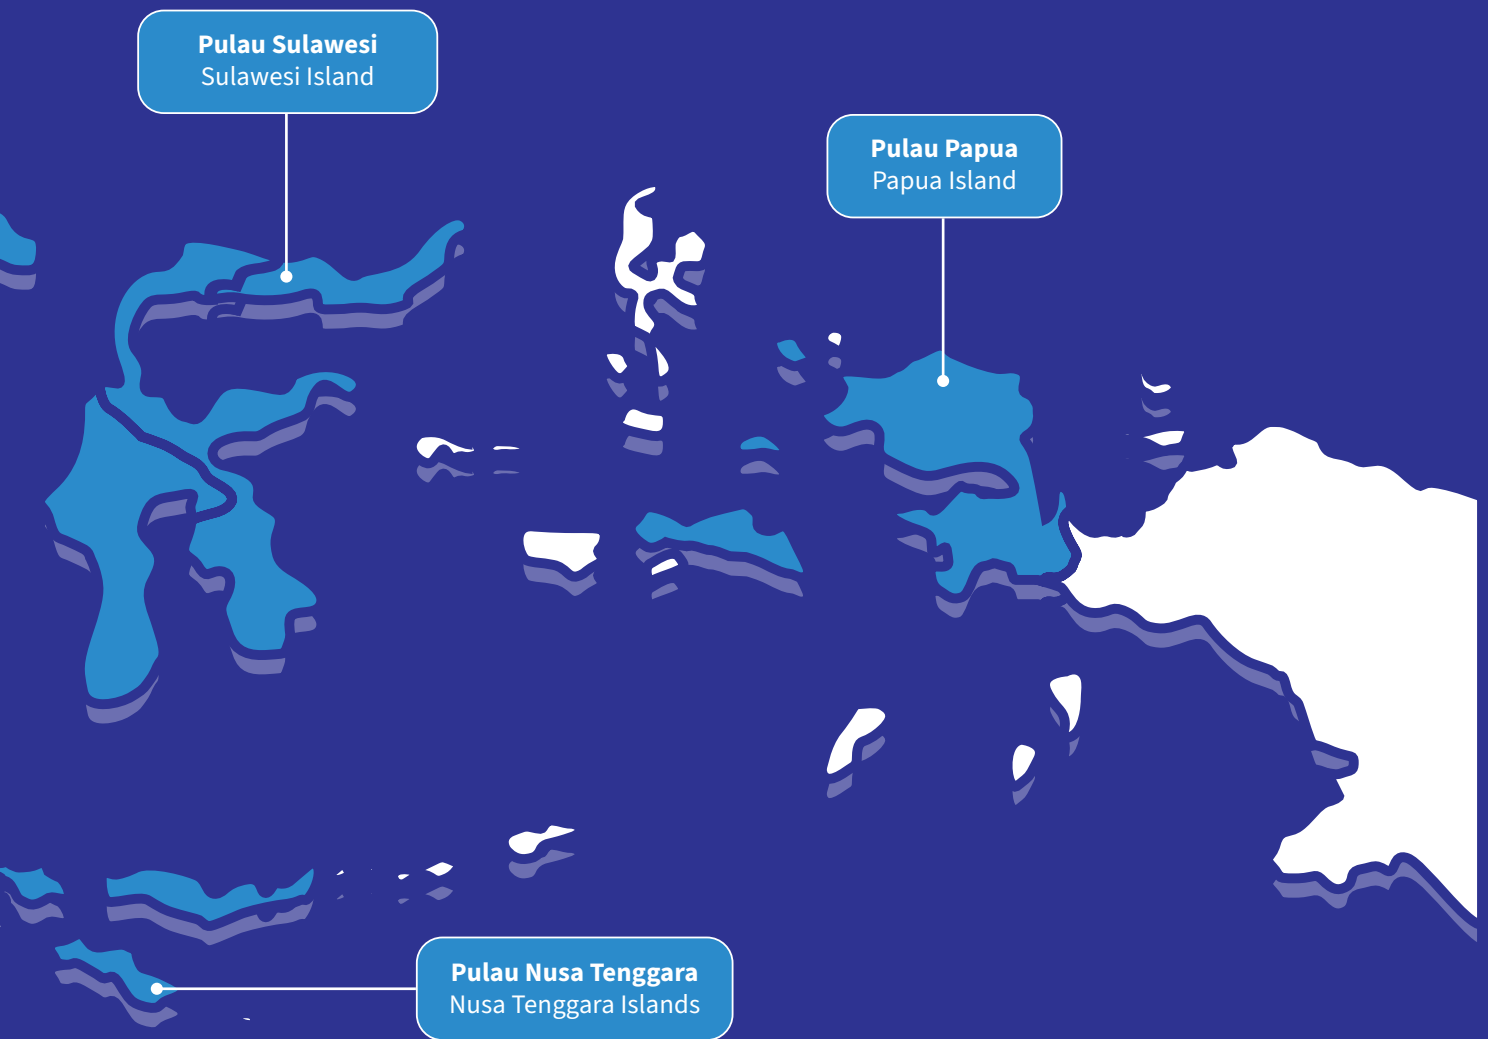 Pulau Sulawesi
Sulawesi Island
Pulau Papua
Papua Island
Pulau Nusa Tenggara
Nusa Tenggara Islands